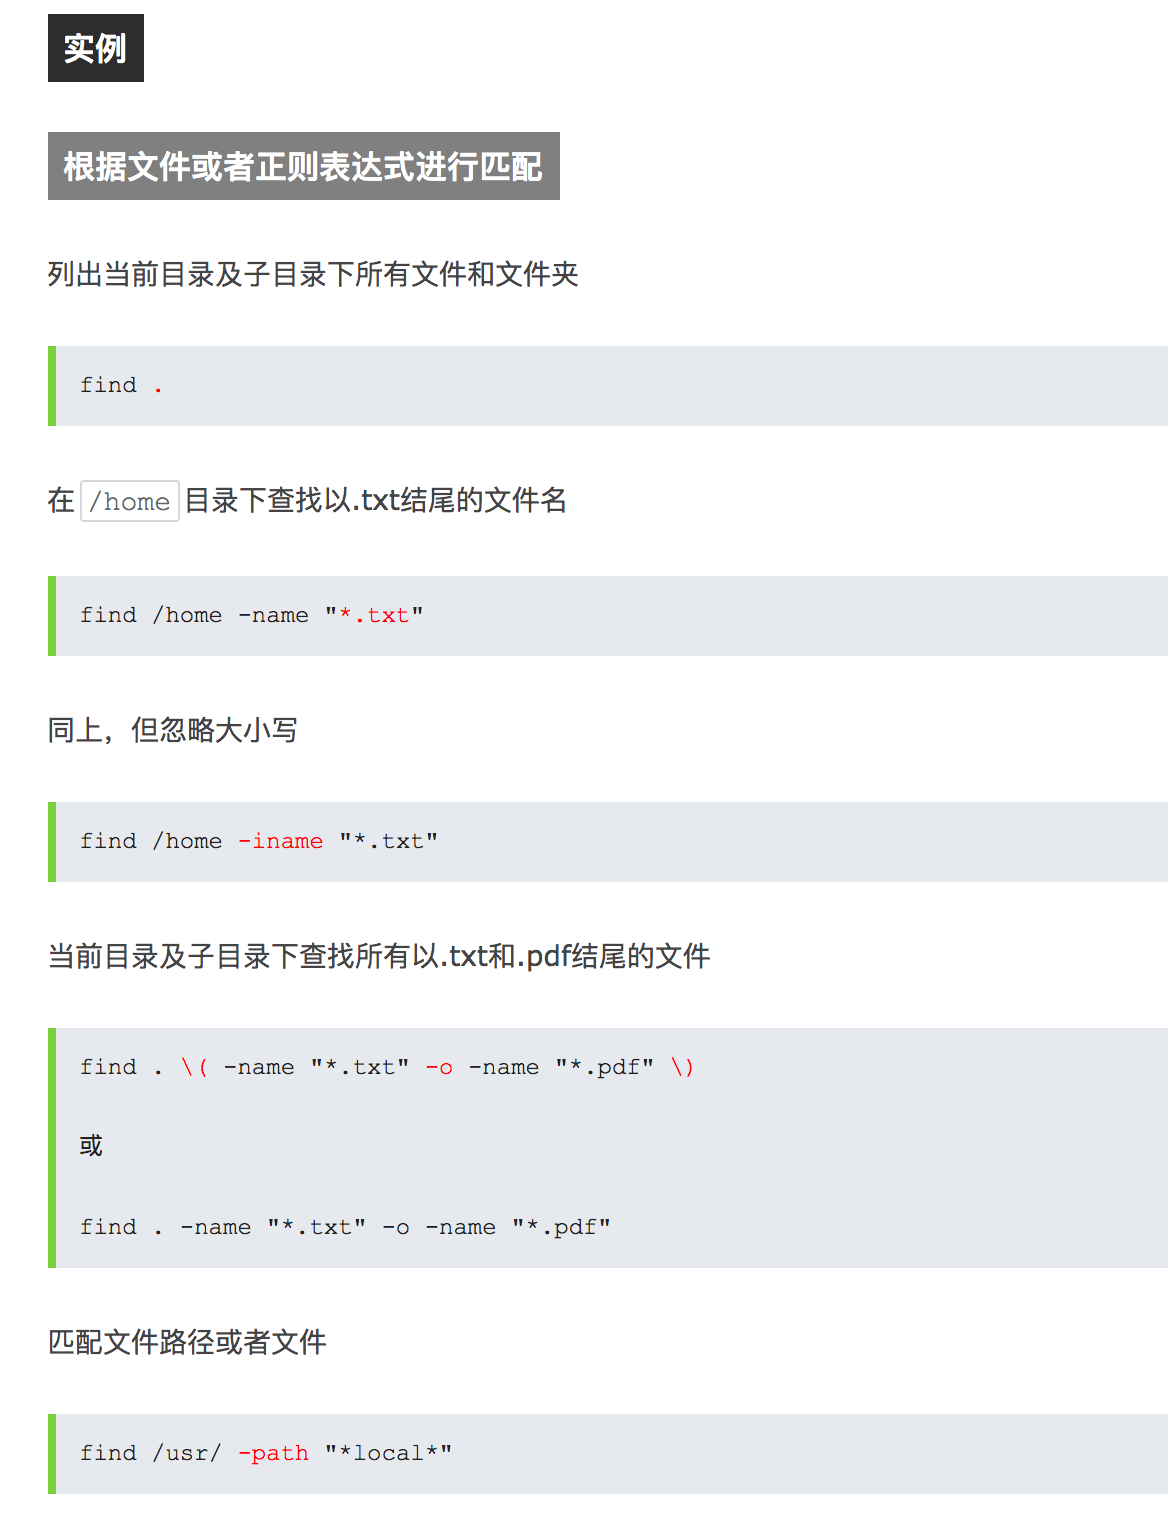 实例
根据文件或者正则表达式进行匹配
列出当前目录及子目录下所有文件和文件夹
find .
在 /home 目录下查找以.txt结尾的文件名
find /home -name "*.txt"
同上，但忽略大小写
find /home -iname "*.txt"
当前目录及子目录下查找所有以.txt和.pdf结尾的文件
find . \( -name "*.txt" -o -name "*.pdf" \)
或
find . -name "*.txt" -o -name "*.pdf"
匹配文件路径或者文件
find /usr/ -path "*local*"